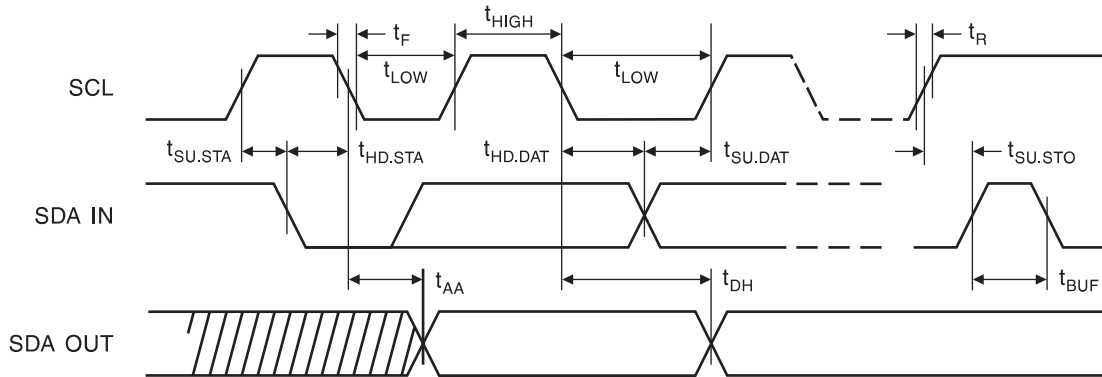 tHIGH
tF
tR
tLOW
tLOW
SCL
tSU.STA
tHD.STA
tHD.DAT
tSU.DAT
tSU.STO
SDA IN
tAA
tDH
tBUF
SDA OUT